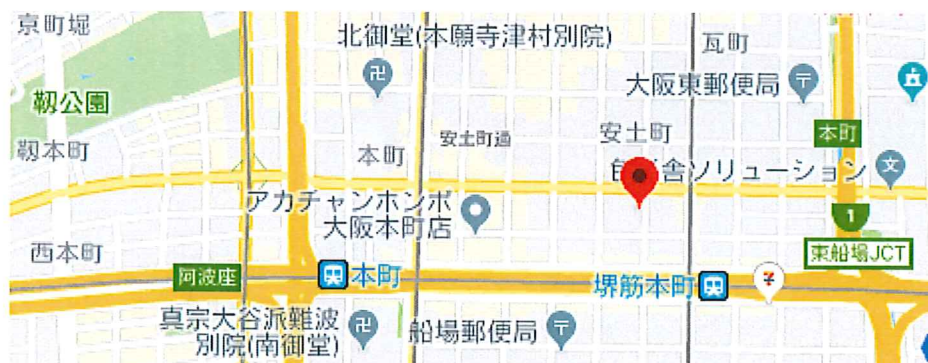 京町堀
北御堂(本願寺津村別院)
瓦町
大阪東郵便局
靱公園
安土町
本町
靱本町
本町
安土町通
舎ソリューション
アカチャンホンポ
大阪本町店
1
西本町
東船場JCT
阿波座
本町
堺筋本町
真宗大谷派難波
別院(南御堂)
船場郵便局